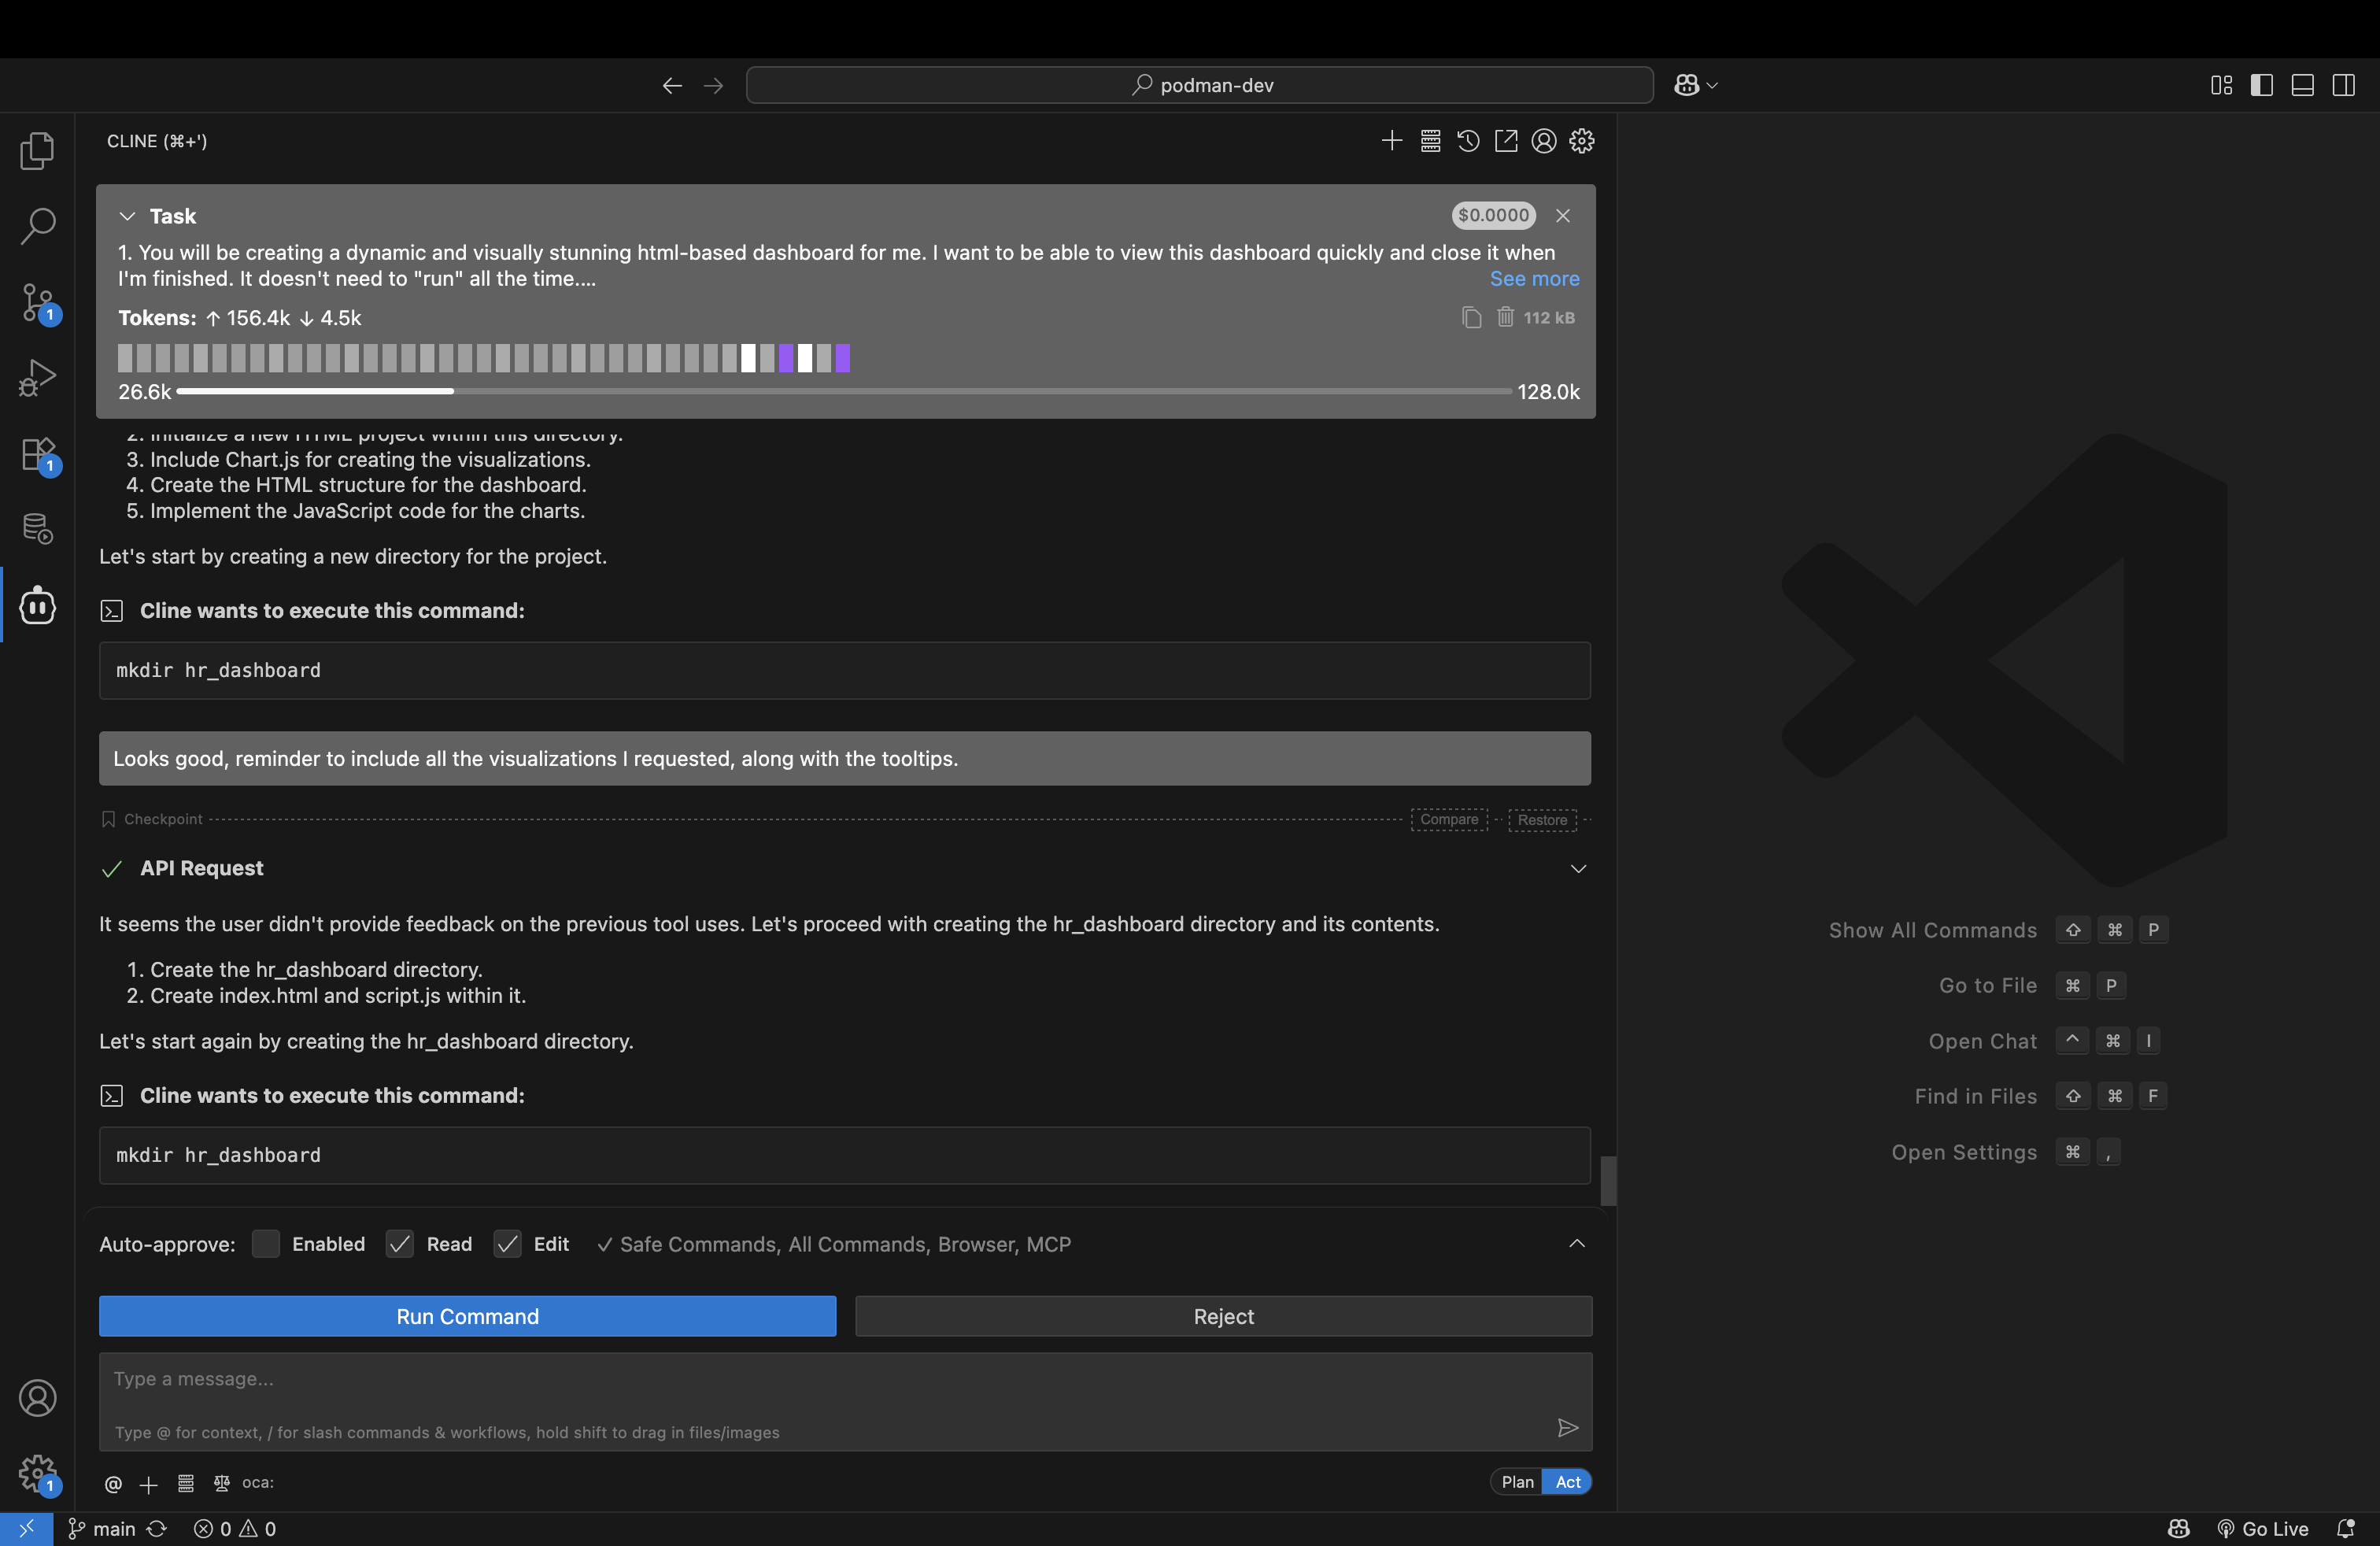 podman-dev
CLINE (⌘+')
Task
$0.0000
1. You will be creating a dynamic and visually stunning html-based dashboard for me. I want to be able to view this dashboard quickly and close it when
I'm finished. It doesn't need to "run" all the time....
See more
Tokens: ↑ 156.4k ↓ 4.5k
112 kB
26.6k
128.0k
2. Initialize a new HTML project within this directory.
3. Include Chart.js for creating the visualizations.
4. Create the HTML structure for the dashboard.
5. Implement the JavaScript code for the charts.
Let's start by creating a new directory for the project.
Cline wants to execute this command:
mkdir hr_dashboard
Looks good, reminder to include all the visualizations I requested, along with the tooltips.
Checkpoint
Compare
Restore
API Request
It seems the user didn't provide feedback on the previous tool uses. Let's proceed with creating the hr_dashboard directory and its contents.
1. Create the hr_dashboard directory.
2. Create index.html and script.js within it.
Let's start again by creating the hr_dashboard directory.
Cline wants to execute this command:
mkdir hr_dashboard
Auto-approve: Enabled Read Edit ✓ Safe Commands, All Commands, Browser, MCP
Run Command
Reject
Type a message...
Type @ for context, / for slash commands & workflows, hold shift to drag in files/images
@ + oca:
Plan Act
1
1
1
main
0 0
Show All Commands ⇧ ⌘ P
Go to File ⌘ P
Open Chat ^ ⌘ I
Find in Files ⇧ ⌘ F
Open Settings ⌘ ,
Go Live